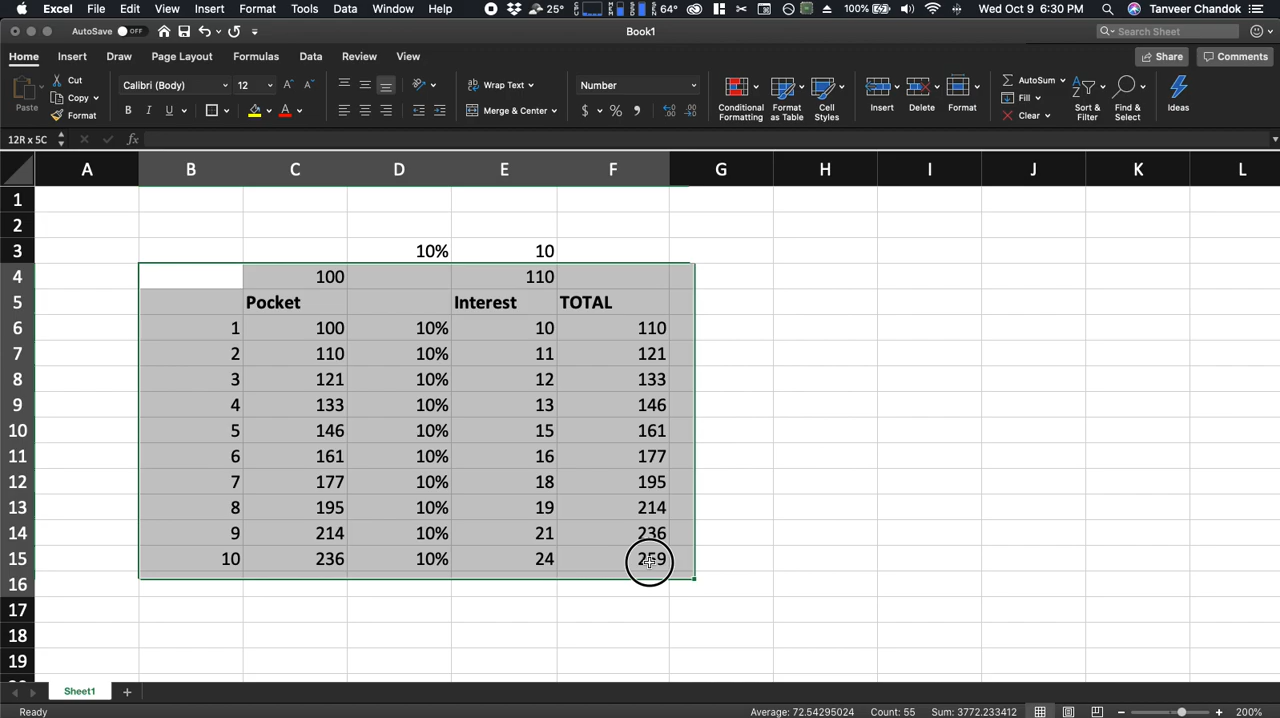 Excel File Edit View Insert Format Tools Data Window Help 25° 64° 100% Wed Oct 9 6:30 PM Tanveer Chandok
AutoSave OFF Book1 Search Sheet
Home Insert Draw Page Layout Formulas Data Review View Share Comments
Paste Cut Copy Format Calibri (Body) 12 Wrap Text Number Conditional Formatting Format as Table Cell Styles Insert Delete Format AutoSum Fill Clear Sort & Filter Find & Select Ideas
B I U A Merge & Center $ % ,
12R x 5C fx
A B C D E F G H I J K L
1
2
3 10% 10
4 100 110
5 Pocket Interest TOTAL
6 1 100 10% 10 110
7 2 110 10% 11 121
8 3 121 10% 12 133
9 4 133 10% 13 146
10 5 146 10% 15 161
11 6 161 10% 16 177
12 7 177 10% 18 195
13 8 195 10% 19 214
14 9 214 10% 21 236
15 10 236 10% 24 259
16
17
18
19
Sheet1
Ready Average: 72.54295024 Count: 55 Sum: 3772.233412 200%